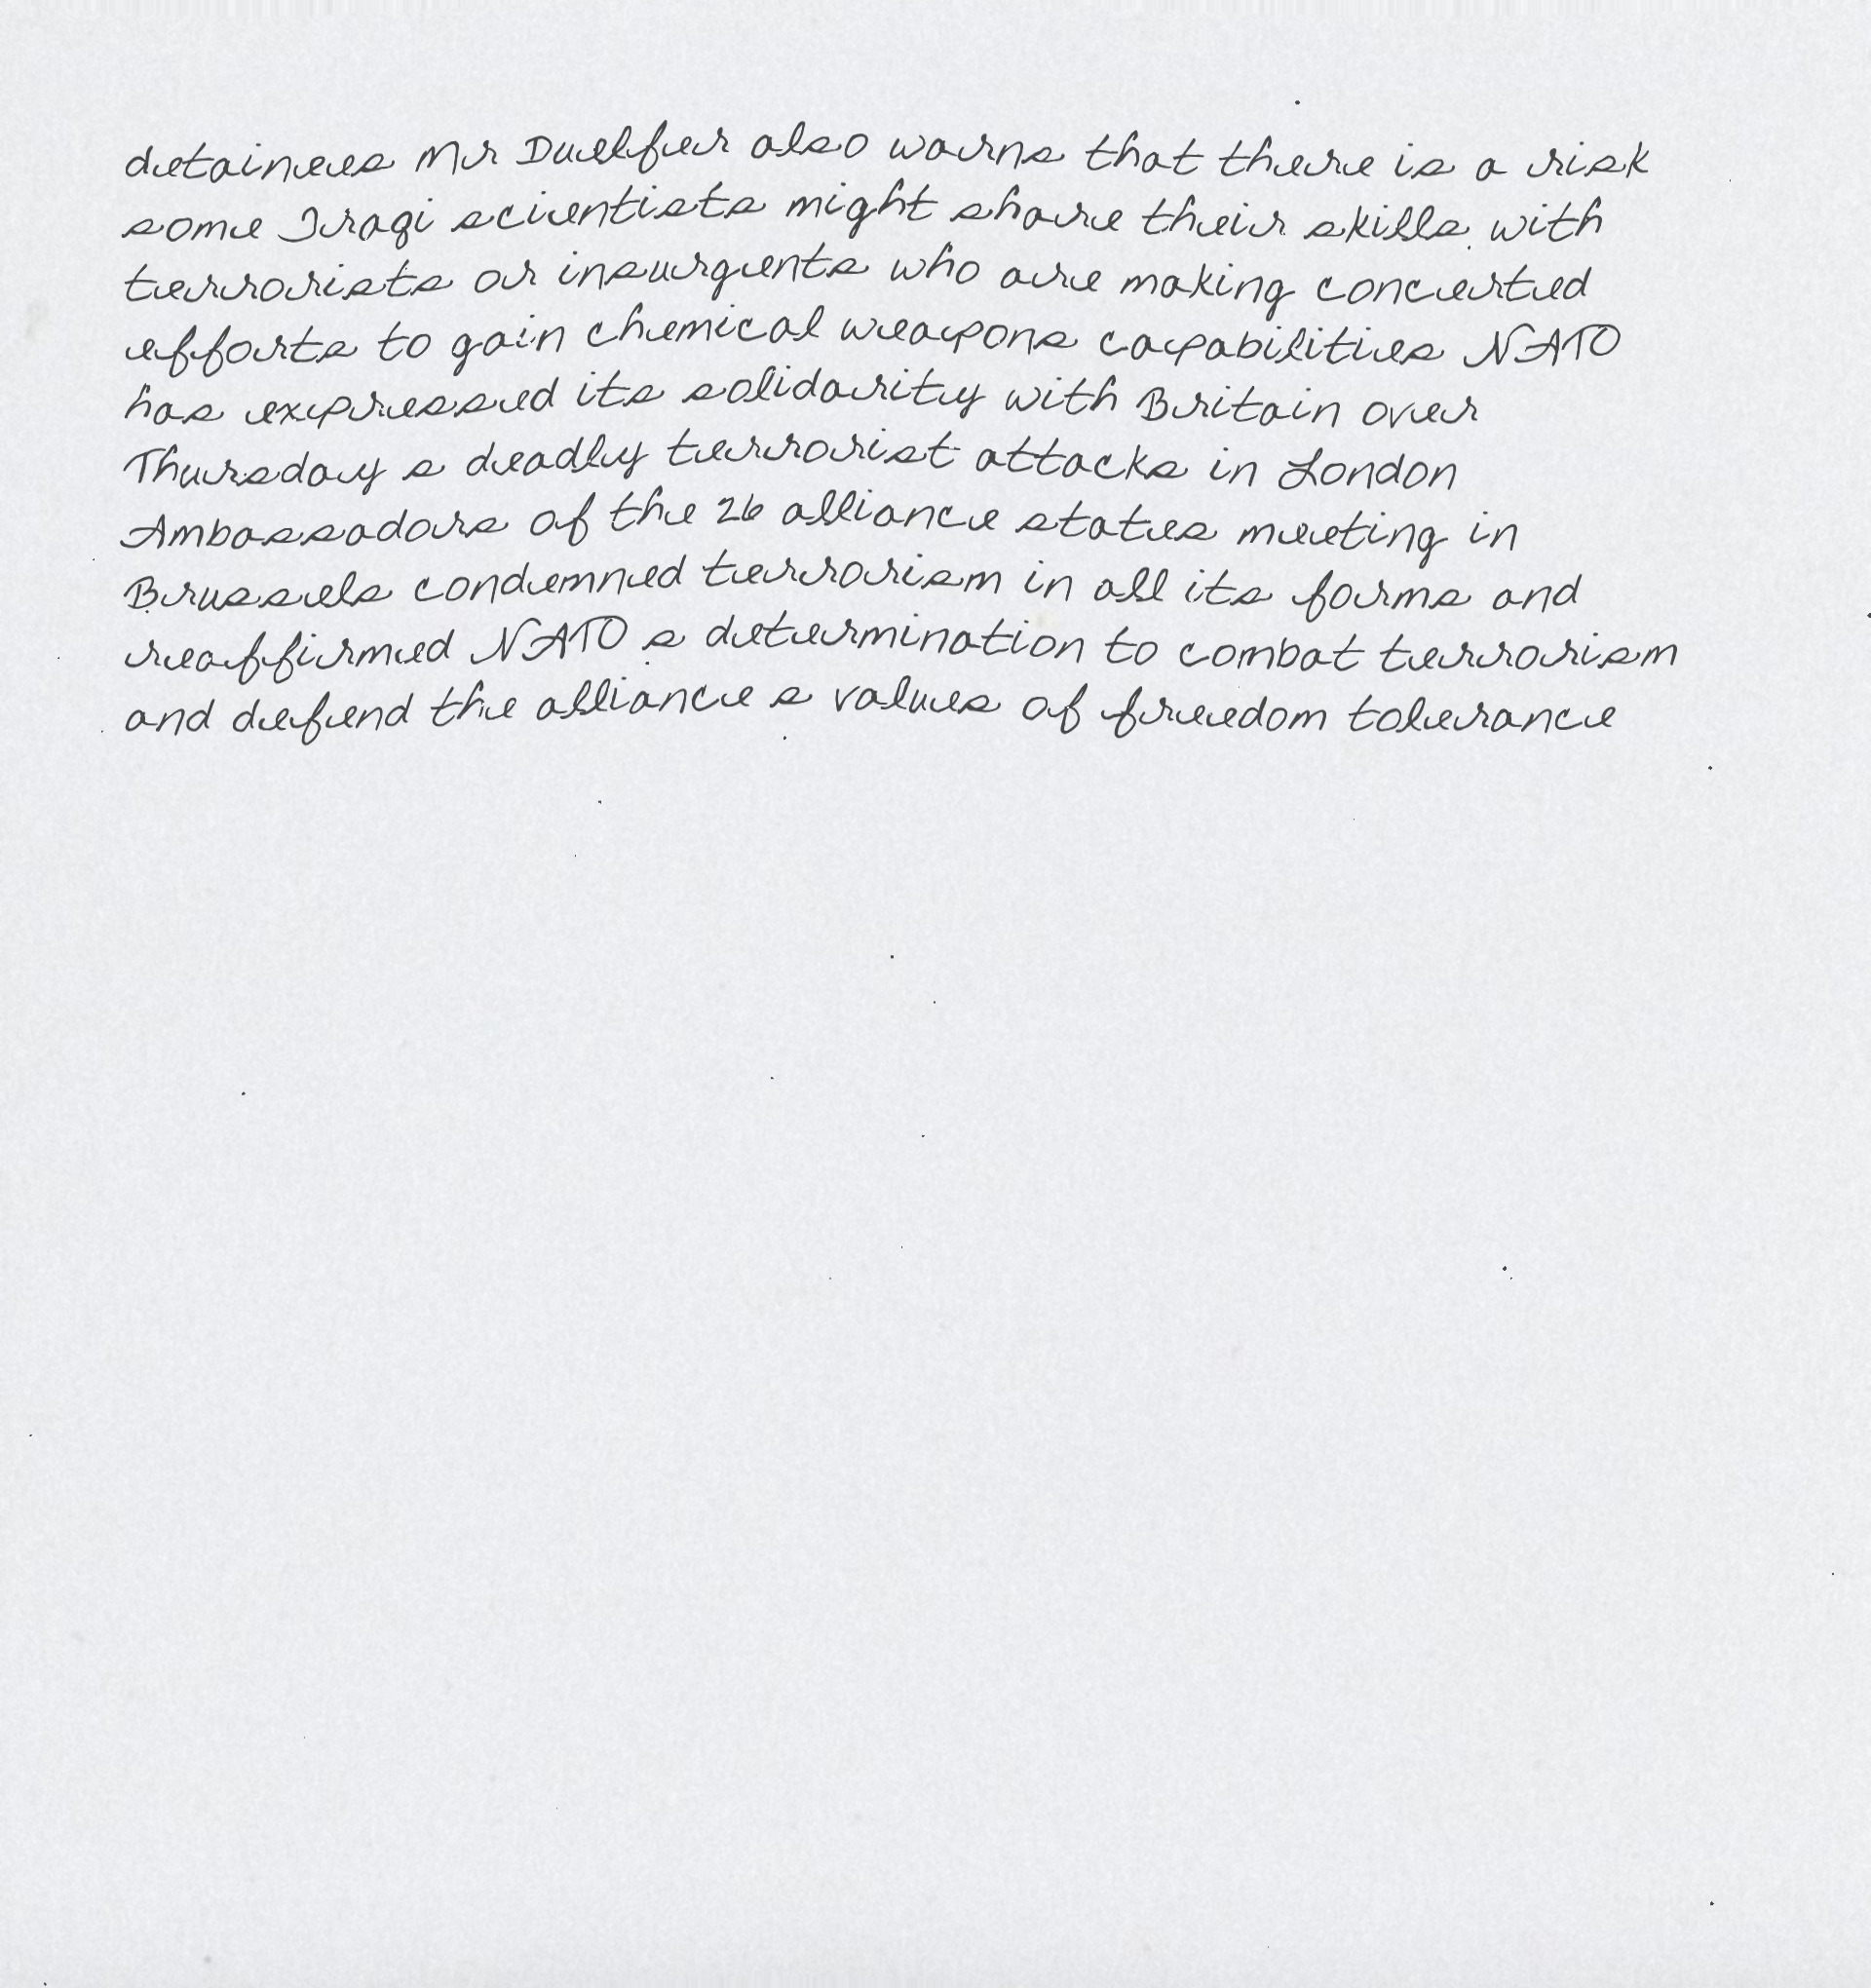 detainees Mr Duelfer also warns that there is a risk
some Iraqi scientists might share their skills with
terrorists or insurgents who are making concerted
efforts to gain chemical weapons capabilities NATO
has expressed its solidarity with Britain over
Thursday s deadly terrorist attacks in London
Ambassadors of the 26 alliance states meeting in
Brussels condemned terrorism in all its forms and
reaffirmed NATO s determination to combat terrorism
and defend the alliance s values of freedom tolerance